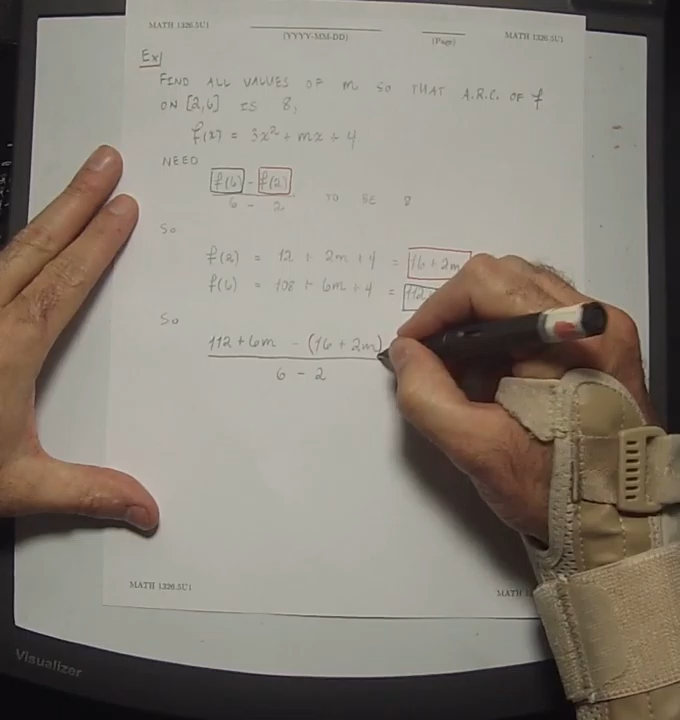 MATH 1326.5U1 (YYYY-MM-DD) (Page) MATH 1326.5U1
Ex/
FIND ALL VALUES OF m SO THAT A.R.C. OF f
ON [2,6] IS 8,
f(x) = 3x² + mx + 4
NEED
f(6) - f(2)
6 - 2 TO BE 8
SO
f(2) = 12 + 2m + 4 = 16 + 2m
f(6) = 108 + 6m + 4 = 112
SO
112 + 6m - (16 + 2m)
6 - 2
MATH 1326.5U1 MATH
Visualizer